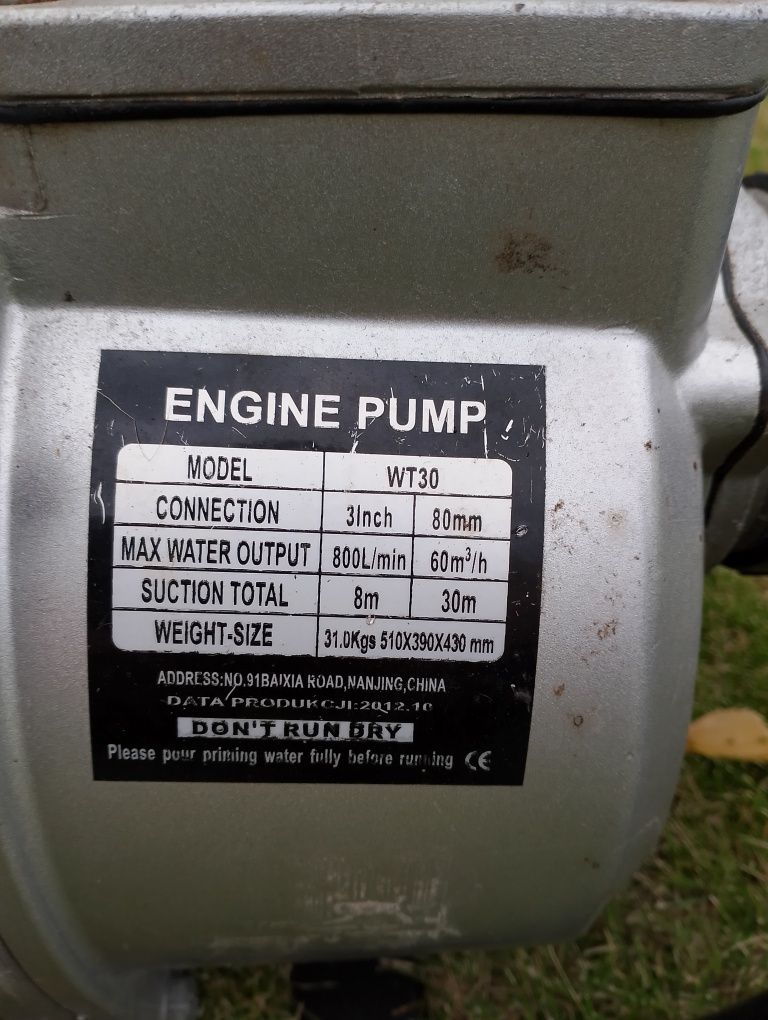 ENGINE PUMP
MODEL WT30
CONNECTION 3Inch 80mm
MAX WATER OUTPUT 800L/min 60m³/h
SUCTION TOTAL 8m 30m
WEIGHT-SIZE 31.0Kgs 510X390X430 mm
ADDRESS:NO.91BAIXIA ROAD,NANJING,CHINA
DATA PRODUKCJI:2012.10
DON'T RUN DRY
Please pour priming water fully before running CE